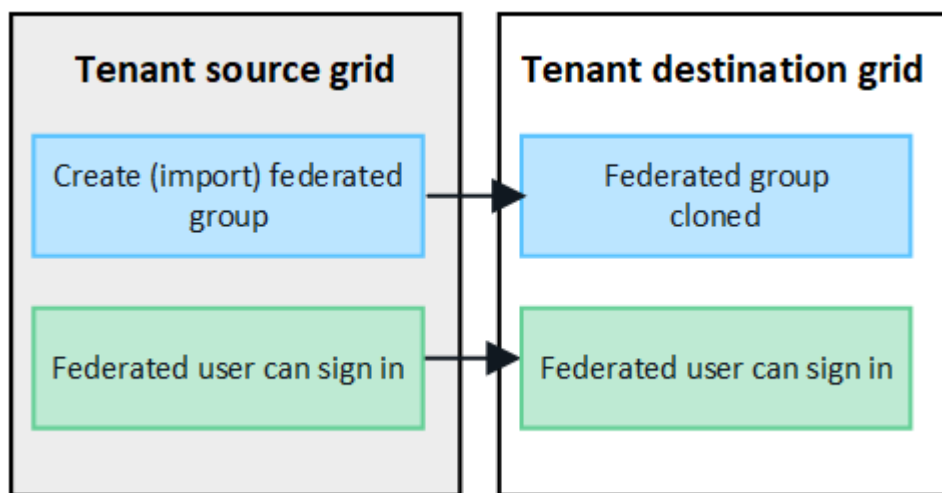 Tenant source grid
Create (import) federated
group
Federated user can sign in
Tenant destination grid
Federated group
cloned
Federated user can sign in